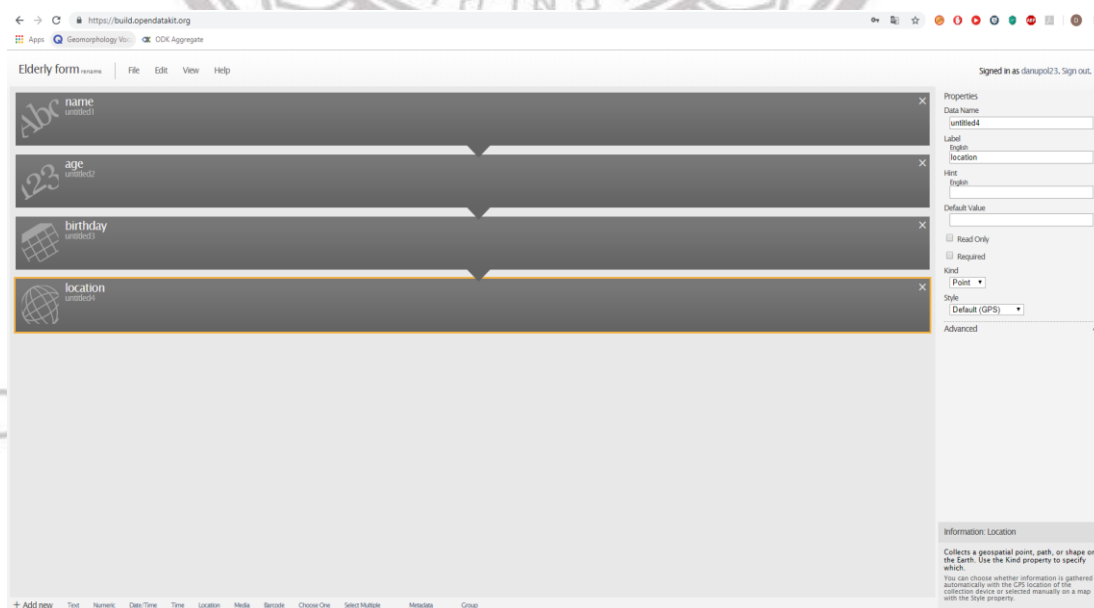 https://build.opendatakit.org
Apps Geomorphology Voc ODK Aggregate
Elderly form rename File Edit View Help Signed in as danupol23. Sign out.
name
untitled1
age
untitled2
birthday
untitled3
location
untitled4
Properties
Data Name
untitled4
Label
English
location
Hint
English
Default Value
Read Only
Required
Kind
Point
Style
Default (GPS)
Advanced
Information: Location
Collects a geospatial point, path, or shape on
the Earth. Use the Kind property to specify
which.
You can choose whether information is gathered
automatically with the GPS location of the
collection device or selected manually on a map
with the Style property.
+ Add new Text Numeric Date/Time Time Location Media Barcode Choose One Select Multiple Metadata Group